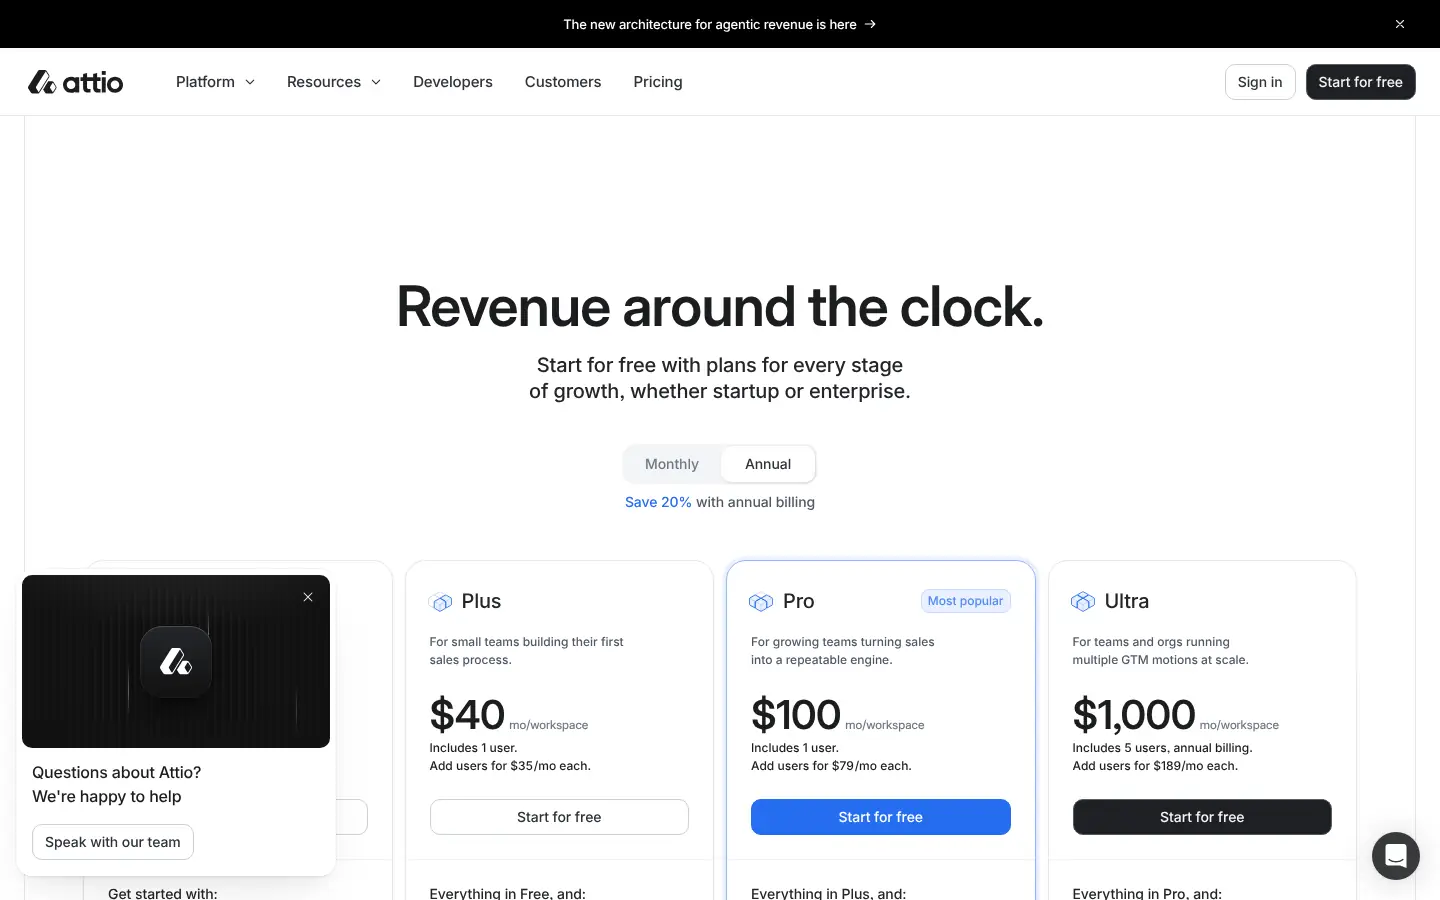 The new architecture for agentic revenue is here →
attio
Platform
Resources
Developers
Customers
Pricing
Sign in
Start for free
Revenue around the clock.
Start for free with plans for every stage
of growth, whether startup or enterprise.
Monthly
Annual
Save 20% with annual billing
Plus
For small teams building their first
sales process.
$40 mo/workspace
Includes 1 user.
Add users for $35/mo each.
Start for free
Everything in Free, and:
Pro
Most popular
For growing teams turning sales
into a repeatable engine.
$100 mo/workspace
Includes 1 user.
Add users for $79/mo each.
Start for free
Everything in Plus, and:
Ultra
For teams and orgs running
multiple GTM motions at scale.
$1,000 mo/workspace
Includes 5 users, annual billing.
Add users for $189/mo each.
Start for free
Everything in Pro, and:
Questions about Attio?
We're happy to help
Speak with our team
Get started with: